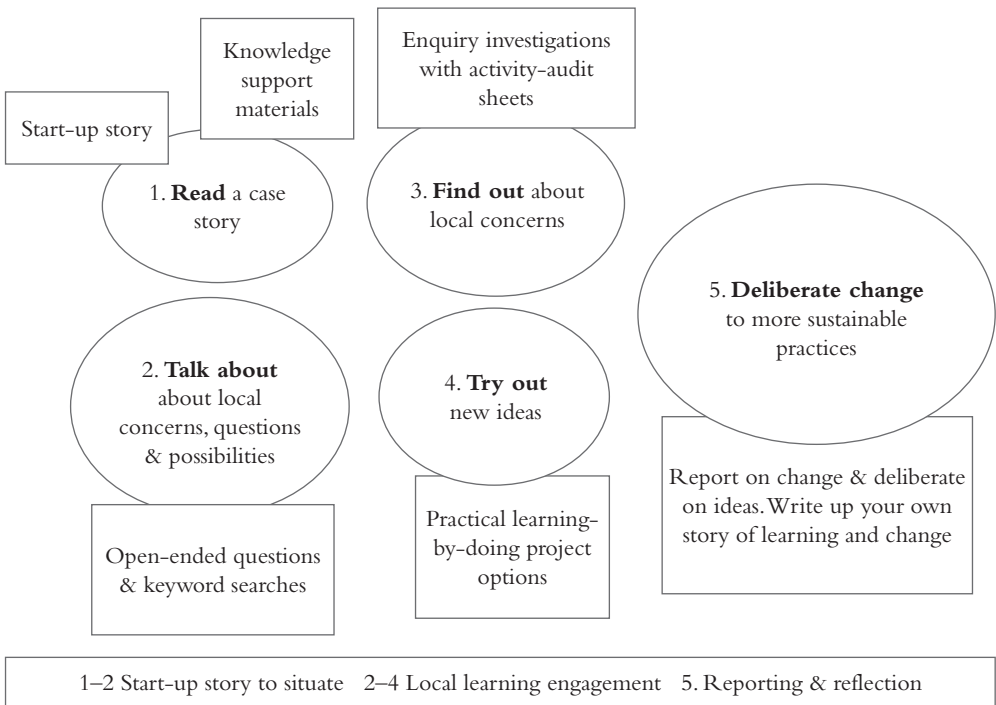 Start-up story
Knowledge
support
materials
1. Read a case
story
2. Talk about
about local
concerns, questions
& possibilities
Open-ended questions
& keyword searches
Enquiry investigations
with activity-audit
sheets
3. Find out about
local concerns
4. Try out
new ideas
Practical learning-
by-doing project
options
5. Deliberate change
to more sustainable
practices
Report on change & deliberate
on ideas. Write up your own
story of learning and change
1–2 Start-up story to situate 2–4 Local learning engagement 5. Reporting & reflection